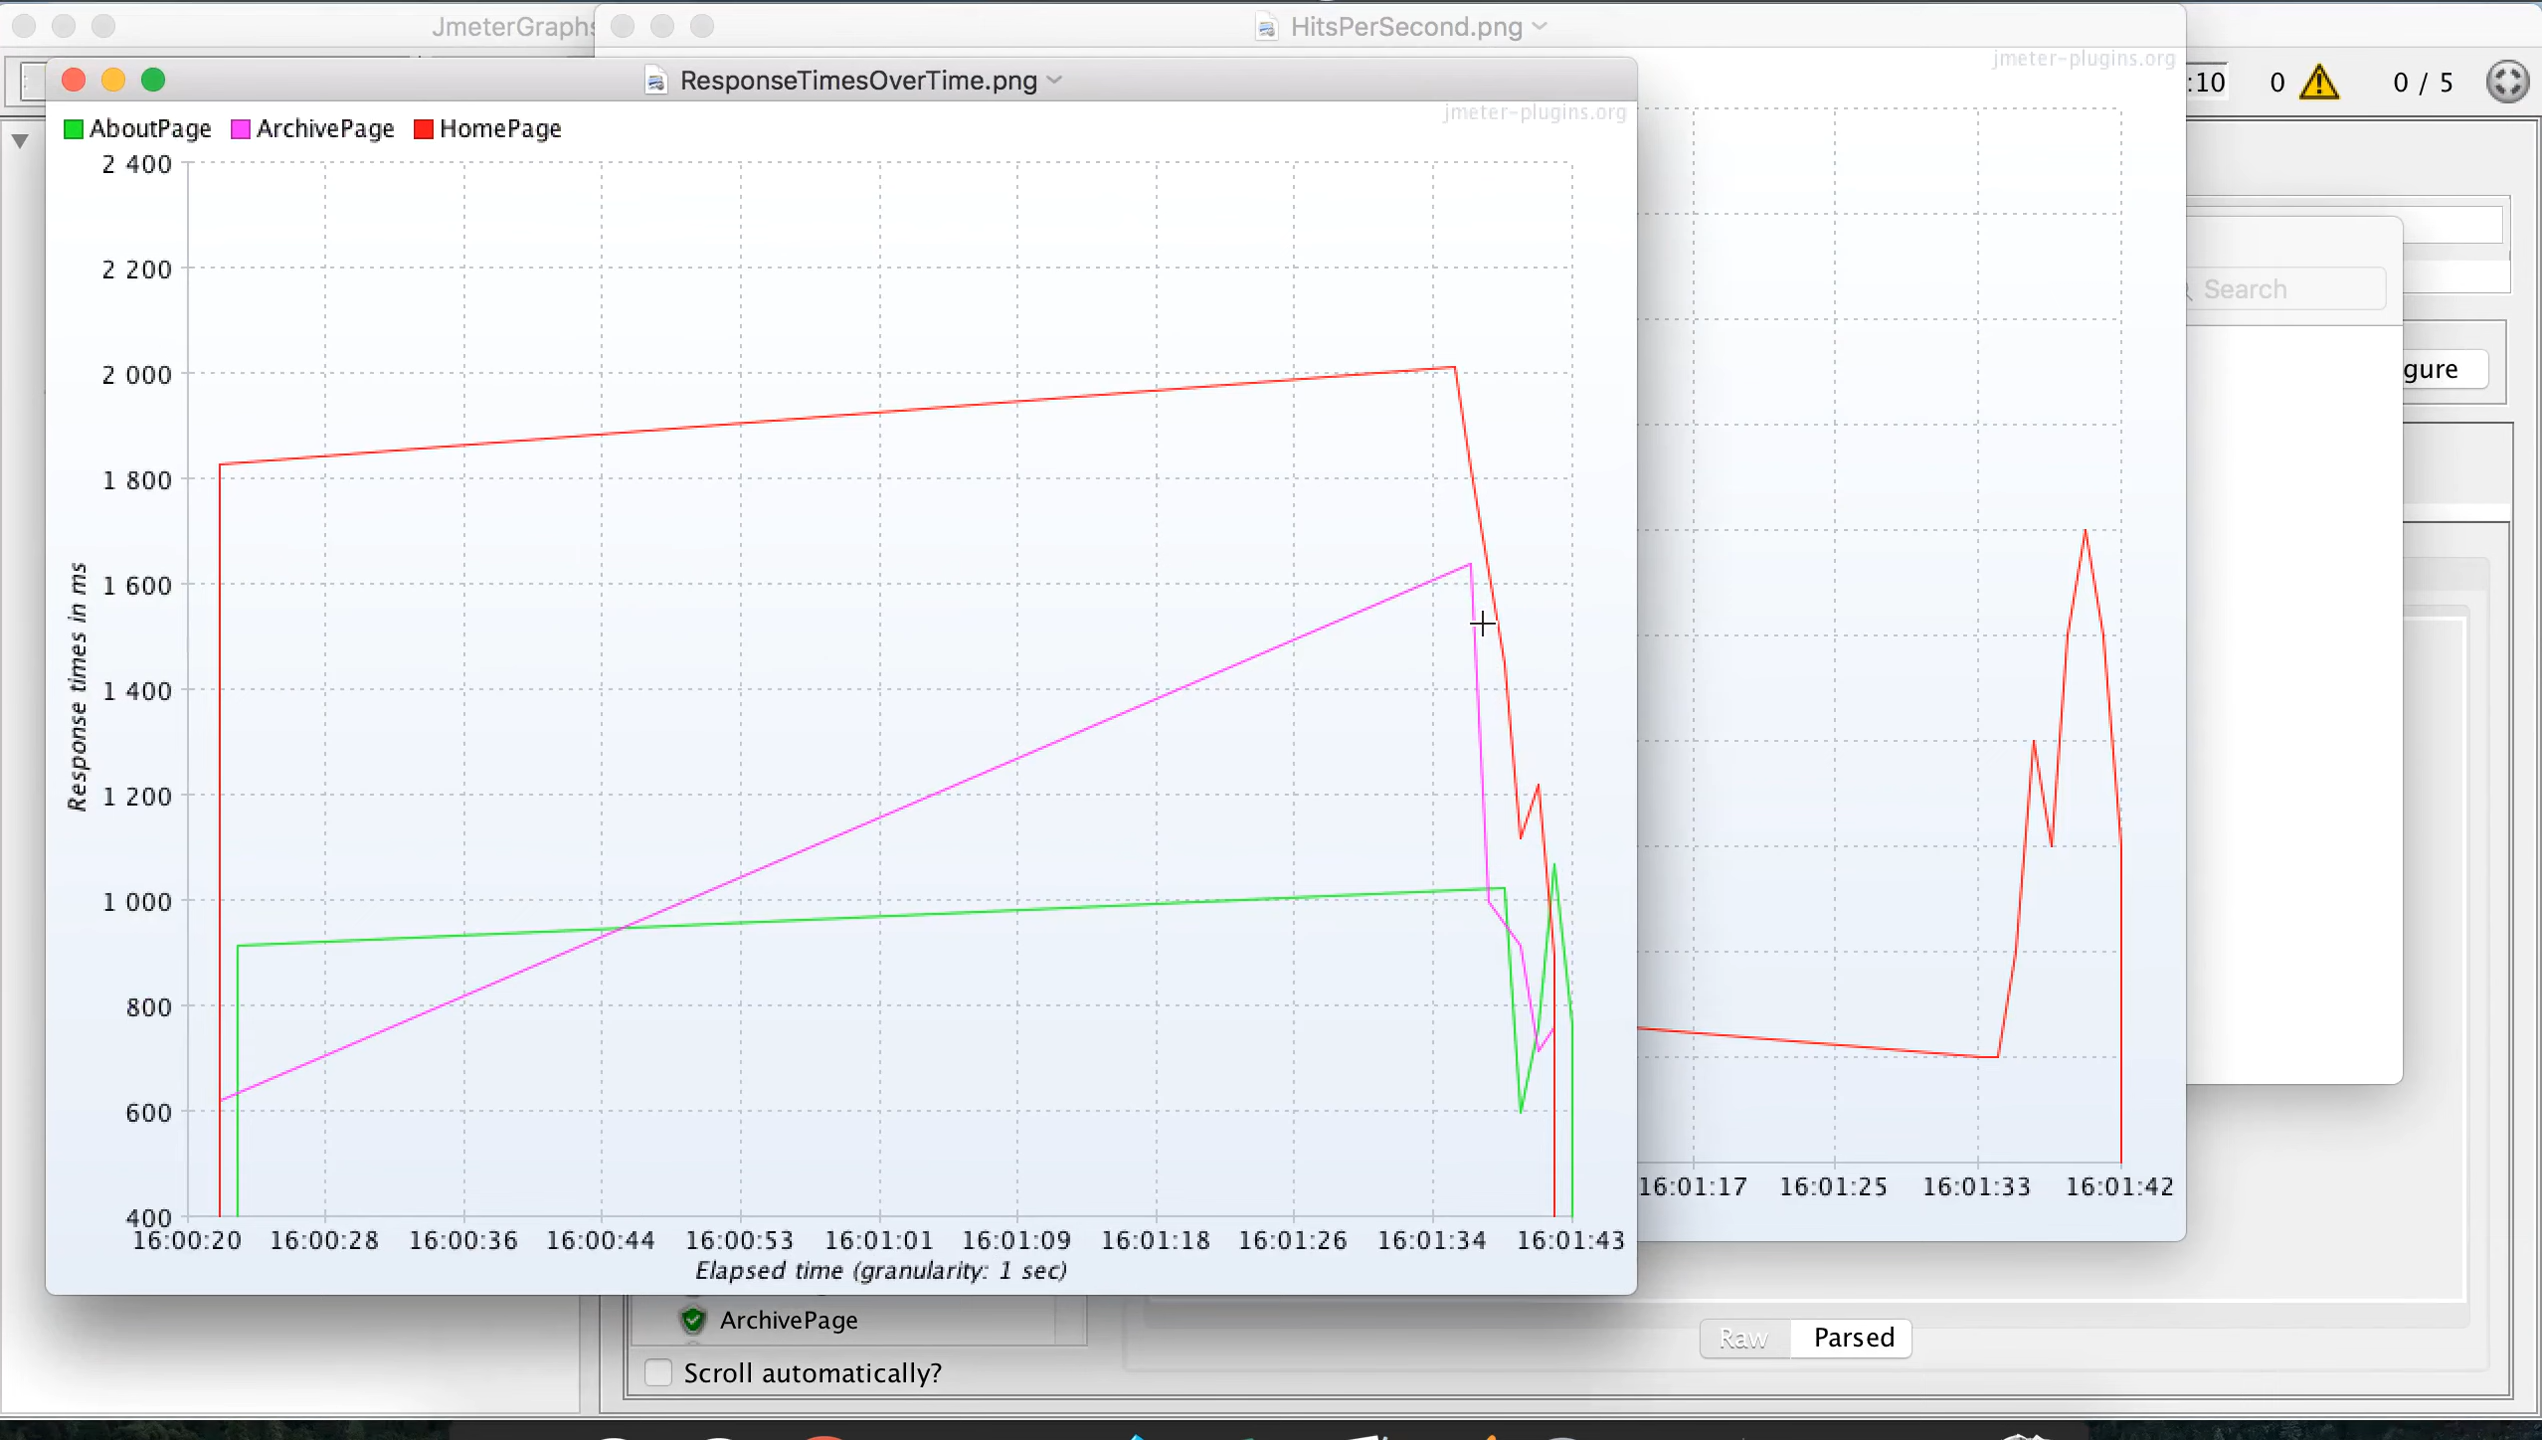 JmeterGraphs
HitsPerSecond.png
jmeter-plugins.org
:10 0 0 / 5
ResponseTimesOverTime.png
jmeter-plugins.org
AboutPage ArchivePage HomePage
2 400
2 200
2 000
1 800
1 600
1 400
1 200
1 000
800
600
400
Response times in ms
16:00:20 16:00:28 16:00:36 16:00:44 16:00:53 16:01:01 16:01:09 16:01:18 16:01:26 16:01:34 16:01:43
Elapsed time (granularity: 1 sec)
16:01:17 16:01:25 16:01:33 16:01:42
Search
gure
ArchivePage
Scroll automatically?
Raw Parsed